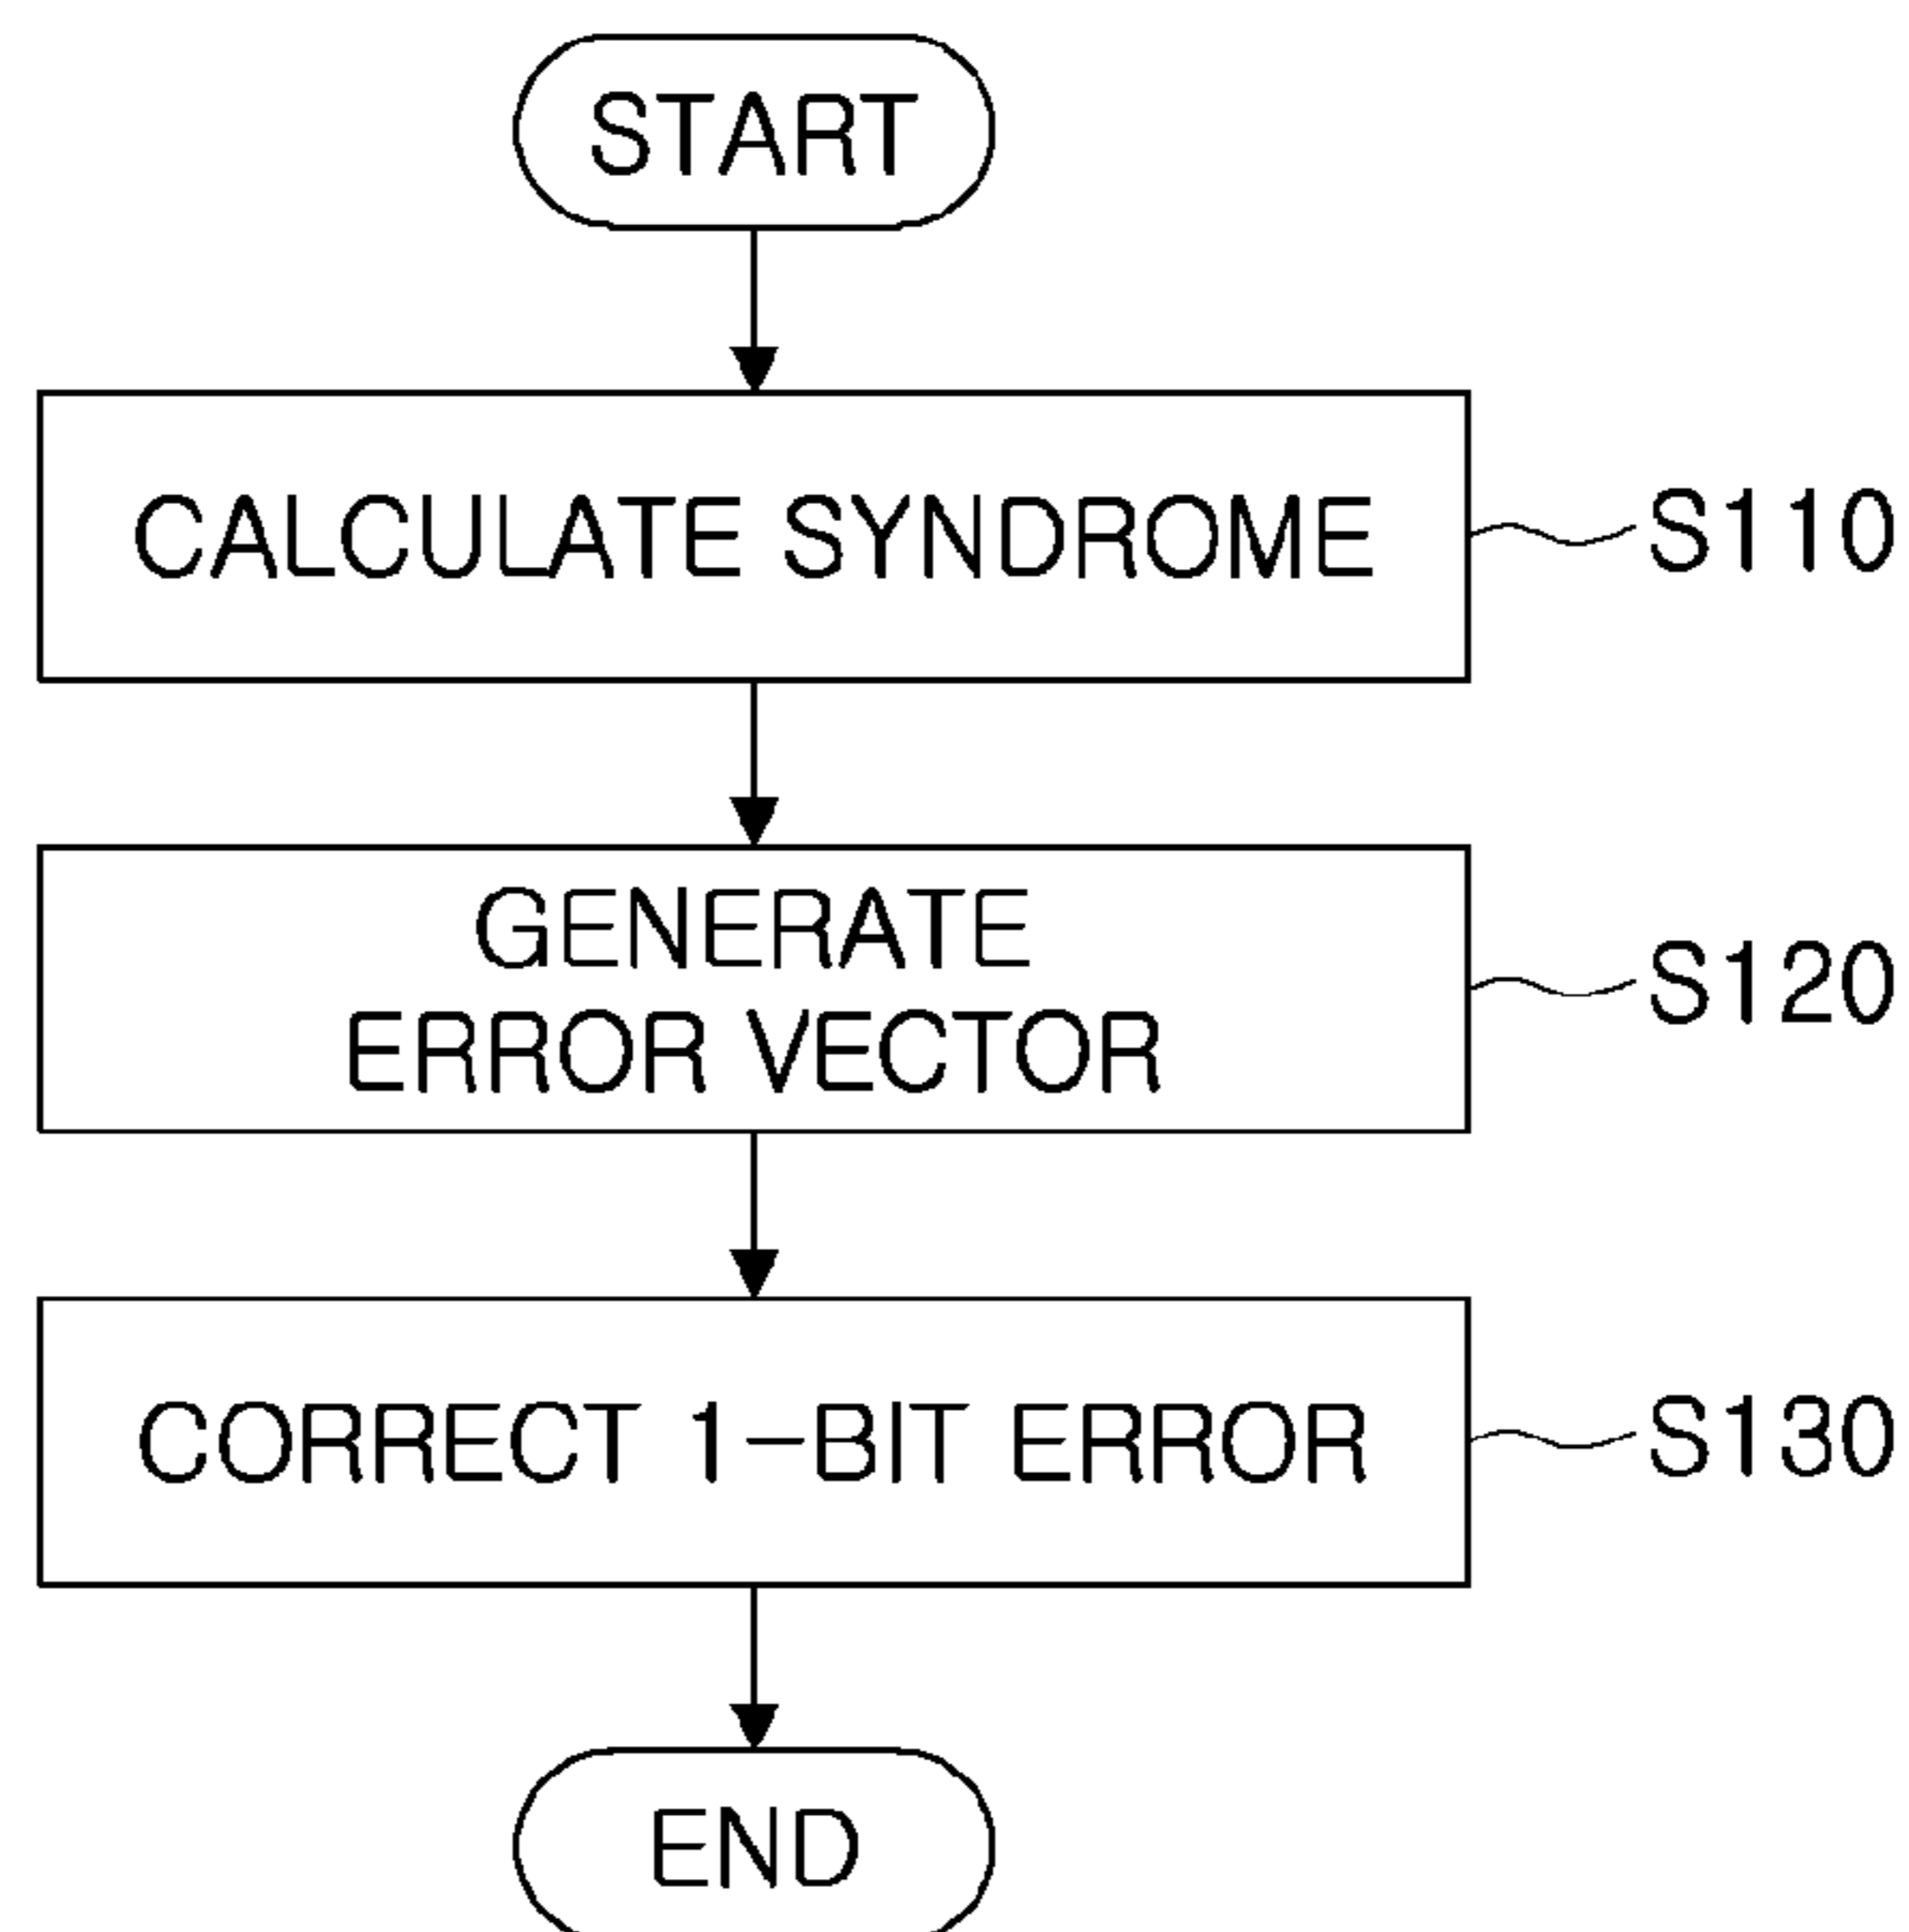 START
CALCULATE SYNDROME
S110
GENERATE
ERROR VECTOR
S120
CORRECT 1-BIT ERROR
S130
END